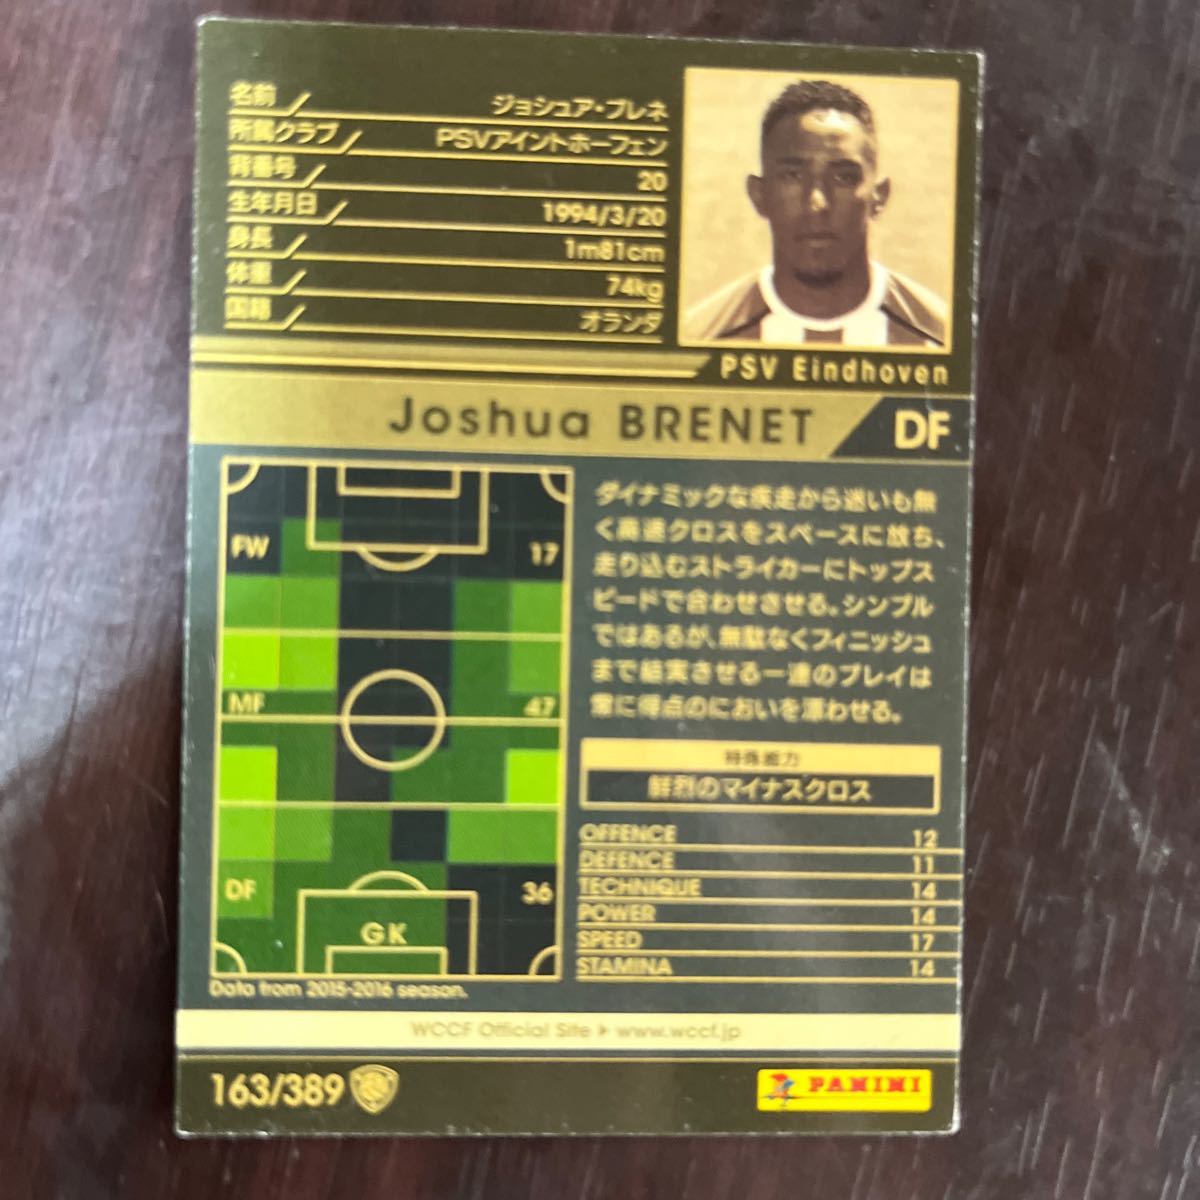 名前 ジョシュア・ブレネ
所属クラブ PSVアイントホーフェン
背番号 20
生年月日 1994/3/20
身長 1m81cm
体重 74kg
国籍 オランダ
PSV Eindhoven
Joshua BRENET DF
FW 17
MF 47
DF 36
GK
Data from 2015-2016 season.
ダイナミックな疾走から迷いも無
く高速クロスをスペースに放ち、
走り込むストライカーにトップス
ピードで合わせさせる。シンプル
ではあるが、無駄なくフィニッシュ
まで結実させる一連のプレイは
常に得点のにおいを漂わせる。
特殊能力
鮮烈のマイナスクロス
OFFENCE 12
DEFENCE 11
TECHNIQUE 14
POWER 14
SPEED 17
STAMINA 14
WCCF Official Site ▶ www.wccf.jp
163/389
PANINI